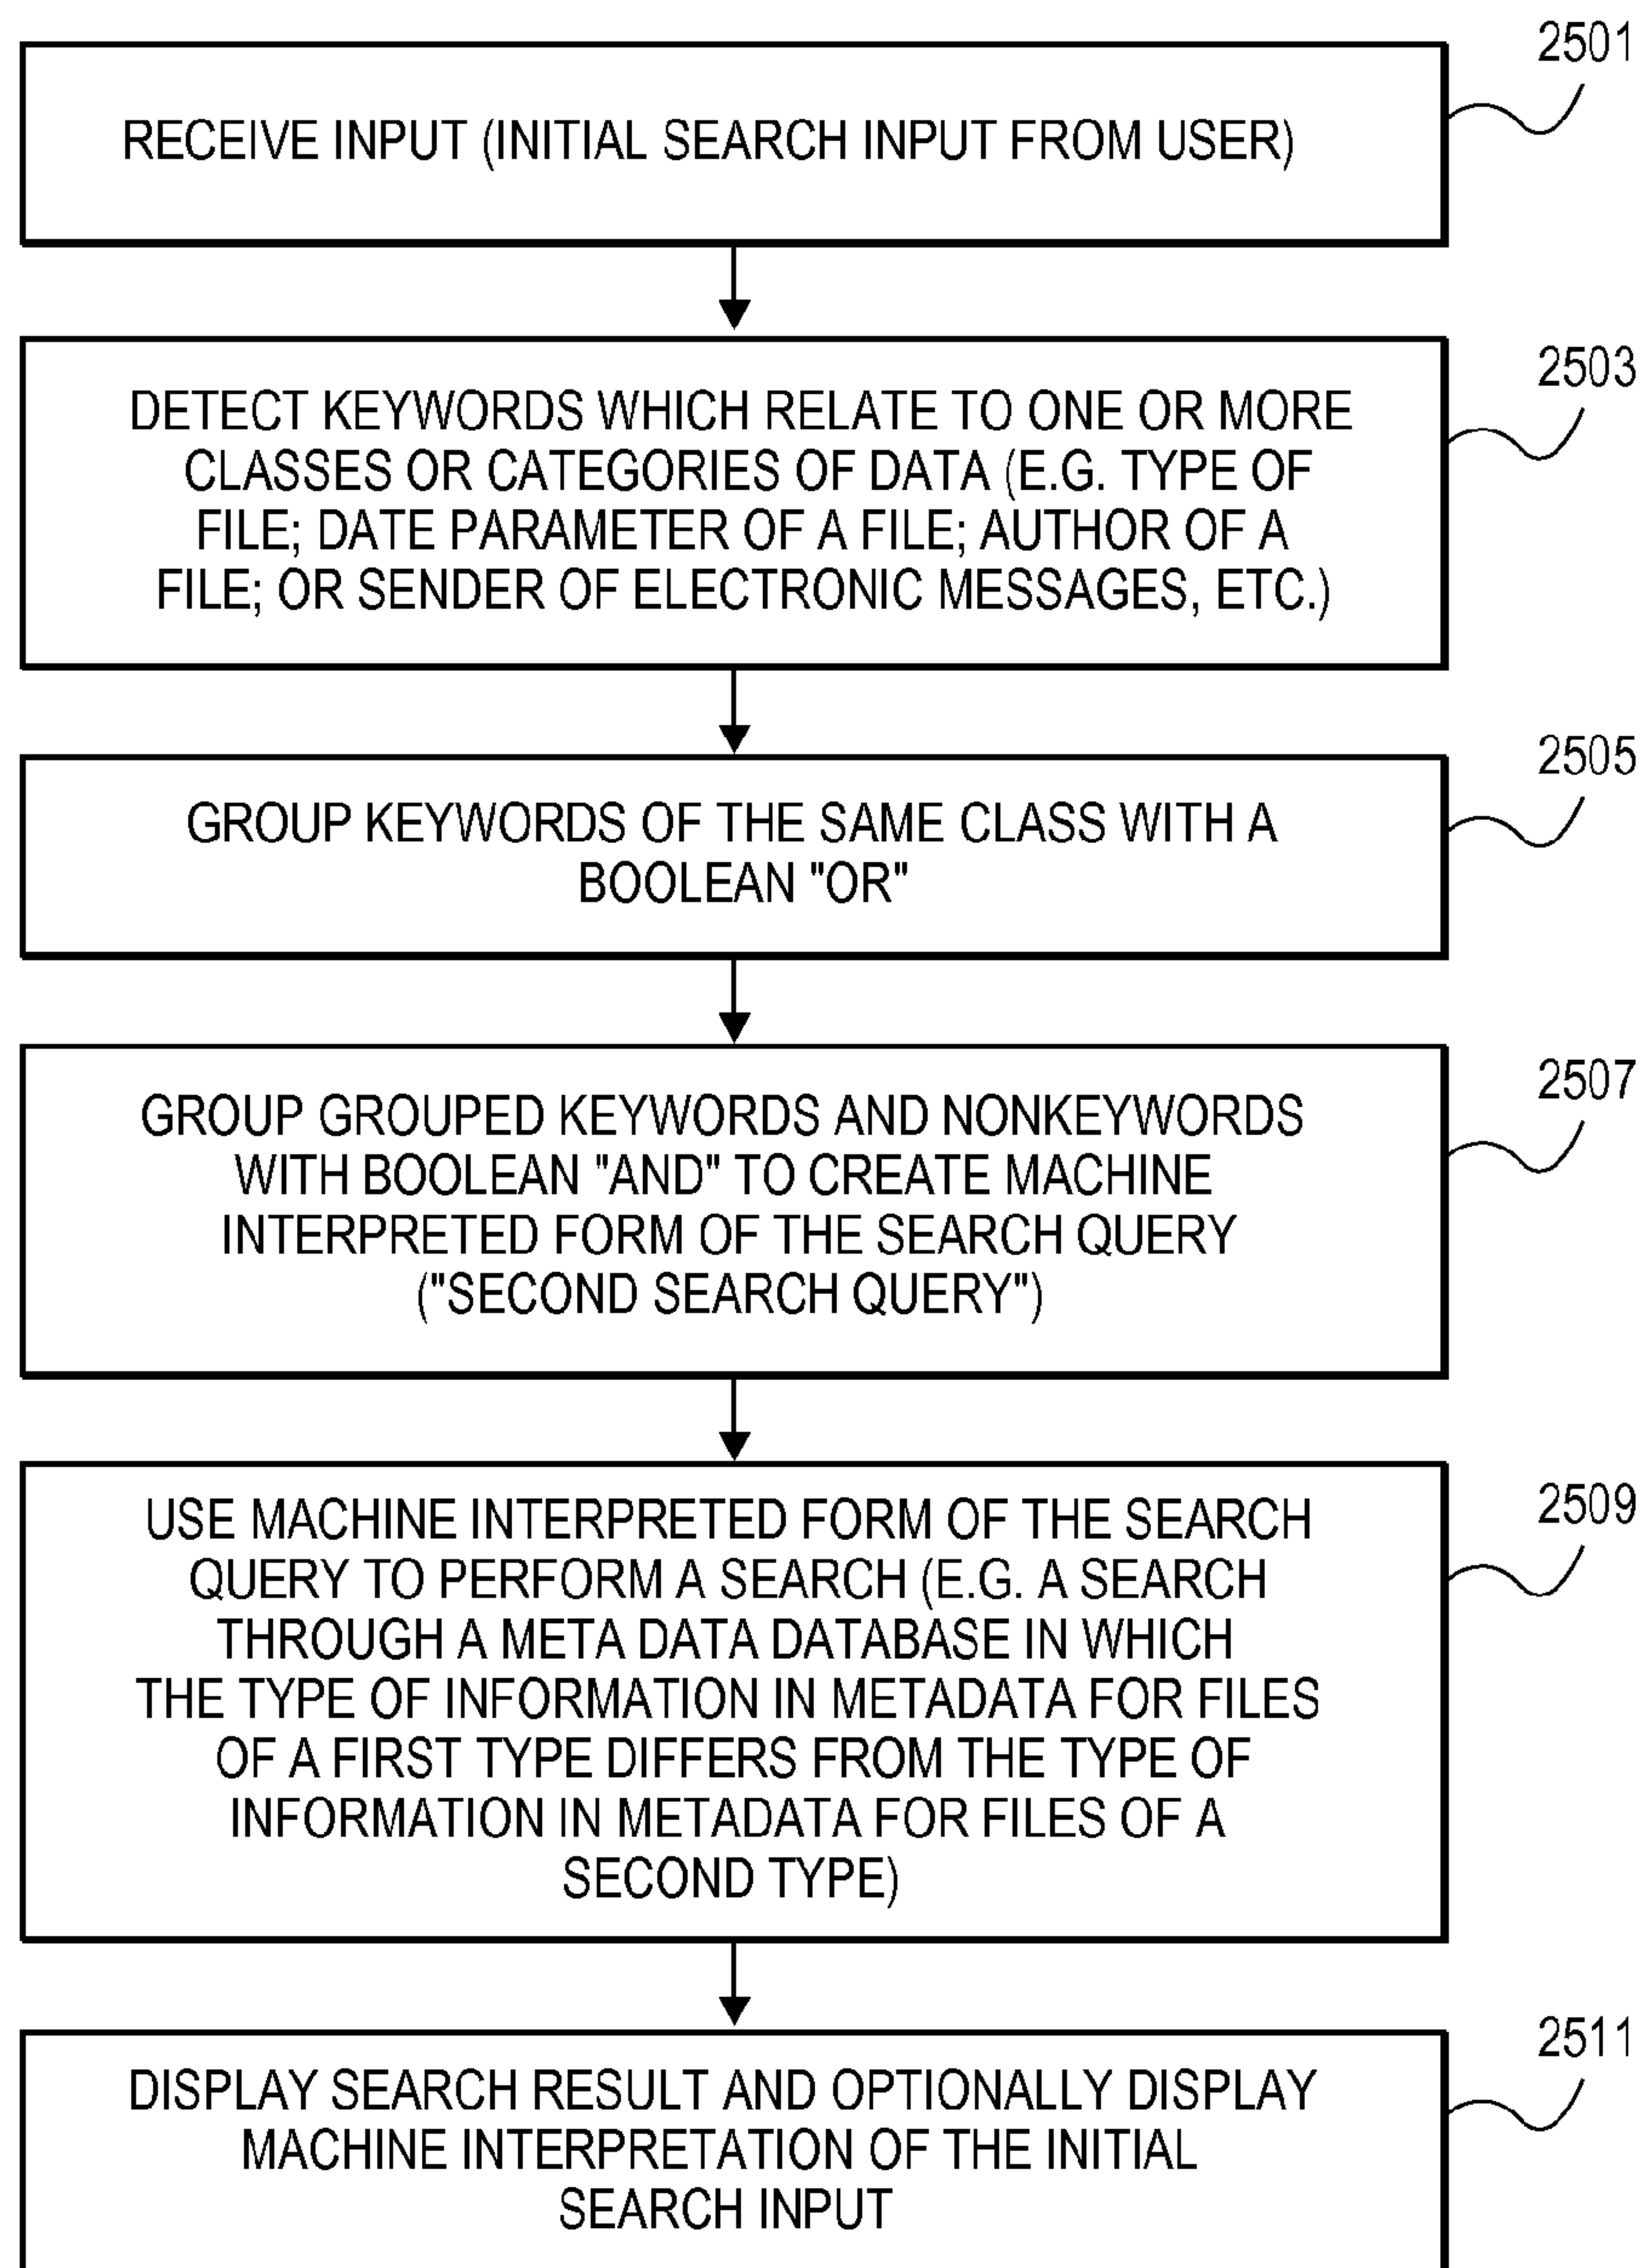 2501
RECEIVE INPUT (INITIAL SEARCH INPUT FROM USER)
2503
DETECT KEYWORDS WHICH RELATE TO ONE OR MORE
CLASSES OR CATEGORIES OF DATA (E.G. TYPE OF
FILE; DATE PARAMETER OF A FILE; AUTHOR OF A
FILE; OR SENDER OF ELECTRONIC MESSAGES, ETC.)
2505
GROUP KEYWORDS OF THE SAME CLASS WITH A
BOOLEAN "OR"
2507
GROUP GROUPED KEYWORDS AND NONKEYWORDS
WITH BOOLEAN "AND" TO CREATE MACHINE
INTERPRETED FORM OF THE SEARCH QUERY
("SECOND SEARCH QUERY")
2509
USE MACHINE INTERPRETED FORM OF THE SEARCH
QUERY TO PERFORM A SEARCH (E.G. A SEARCH
THROUGH A META DATA DATABASE IN WHICH
THE TYPE OF INFORMATION IN METADATA FOR FILES
OF A FIRST TYPE DIFFERS FROM THE TYPE OF
INFORMATION IN METADATA FOR FILES OF A
SECOND TYPE)
2511
DISPLAY SEARCH RESULT AND OPTIONALLY DISPLAY
MACHINE INTERPRETATION OF THE INITIAL
SEARCH INPUT